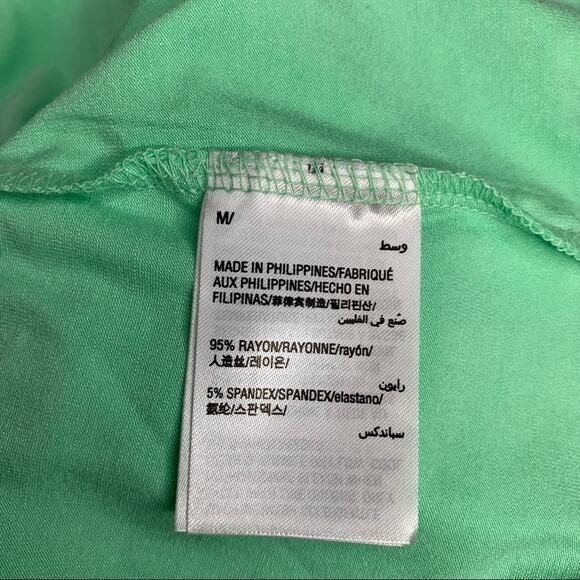 M/
وسط
MADE IN PHILIPPINES/FABRIQUÉ
AUX PHILIPPINES/HECHO EN
FILIPINAS/菲律宾制造/필리핀산/
صُنع في الفلبين
95% RAYON/RAYONNE/rayón/
人造丝/레이온/
رايون
5% SPANDEX/SPANDEX/elastano/
氨纶/스판덱스/
سباندكس